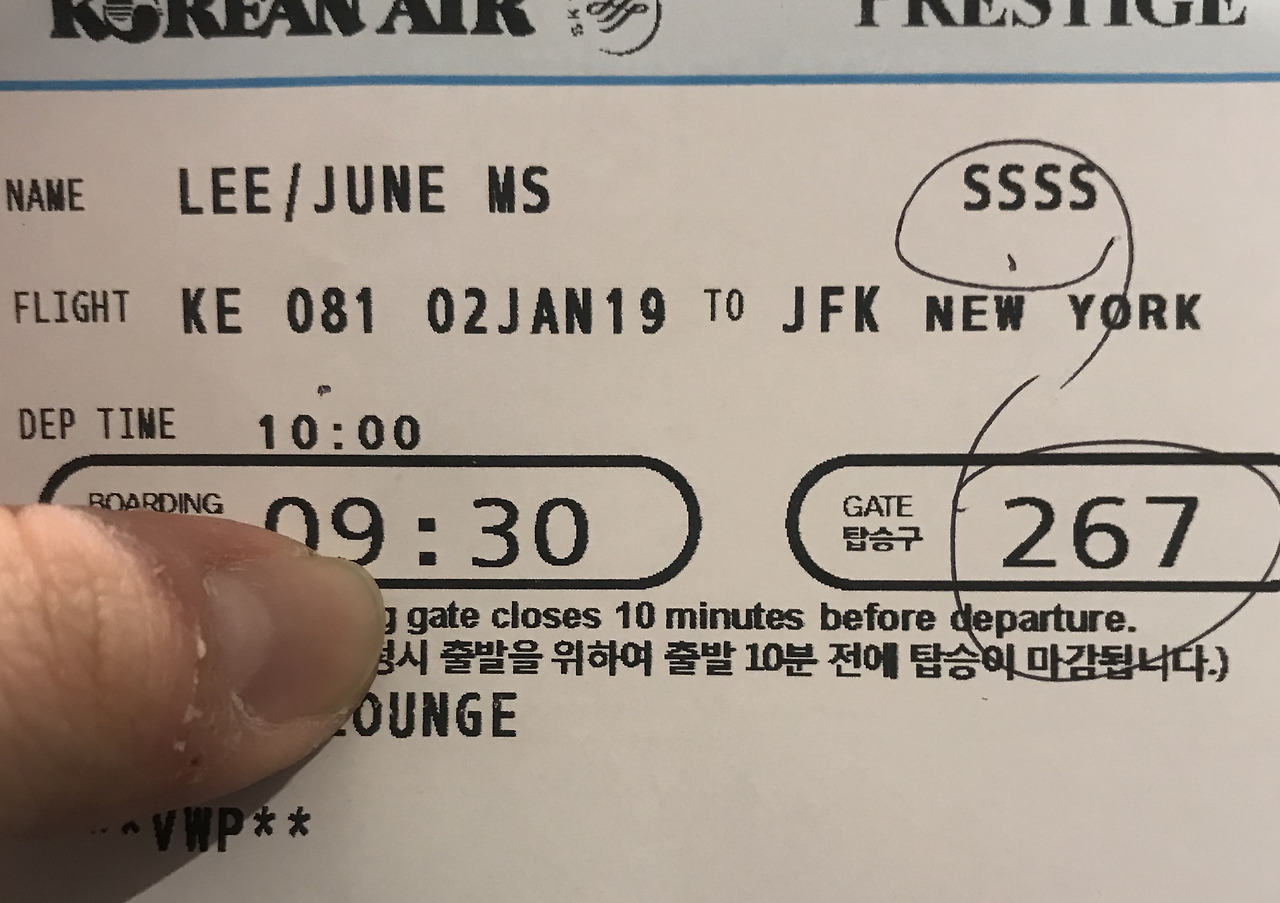 KOREAN AIR PRESTIGE
NAME LEE/JUNE MS SSSS
FLIGHT KE 081 02JAN19 TO JFK NEW YORK
DEP TIME 10:00
BOARDING 09:30 GATE 267
탑승구
gate closes 10 minutes before departure.
출발을 위하여 출발 10분 전에 탑승이 마감됩니다.)
LOUNGE
VWP**